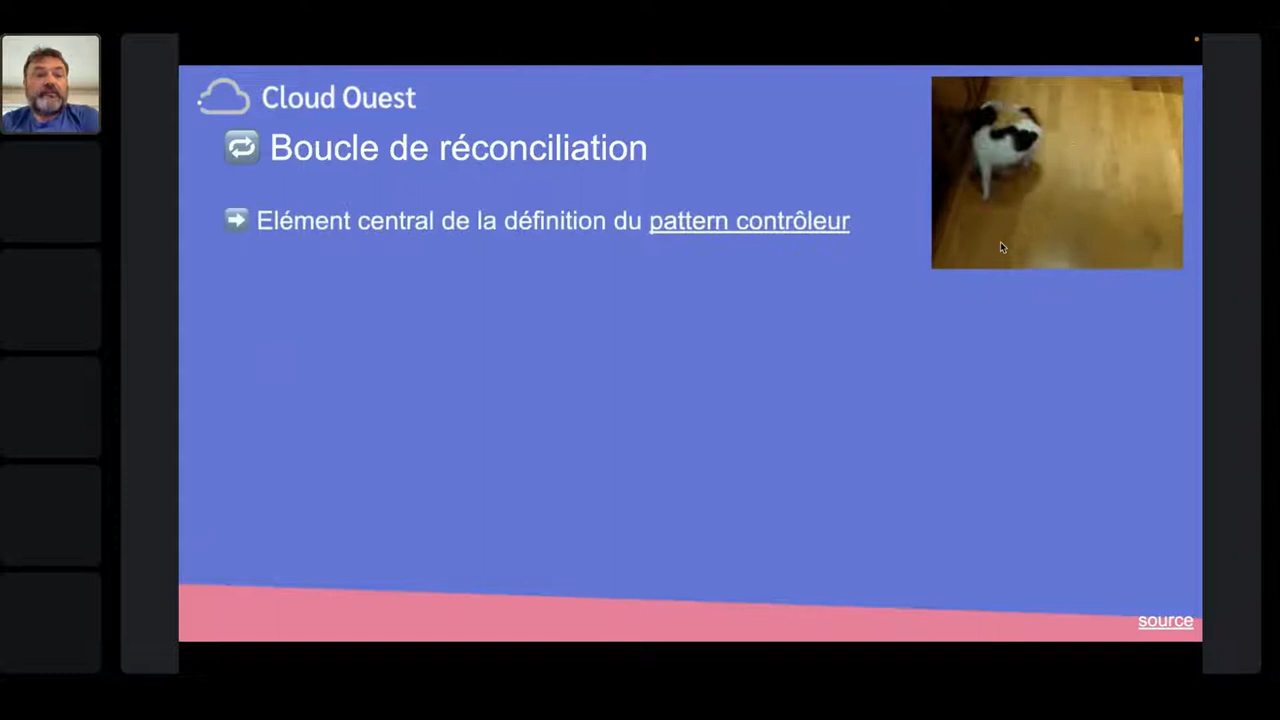 Cloud Ouest
Boucle de réconciliation
Elément central de la définition du pattern contrôleur
source